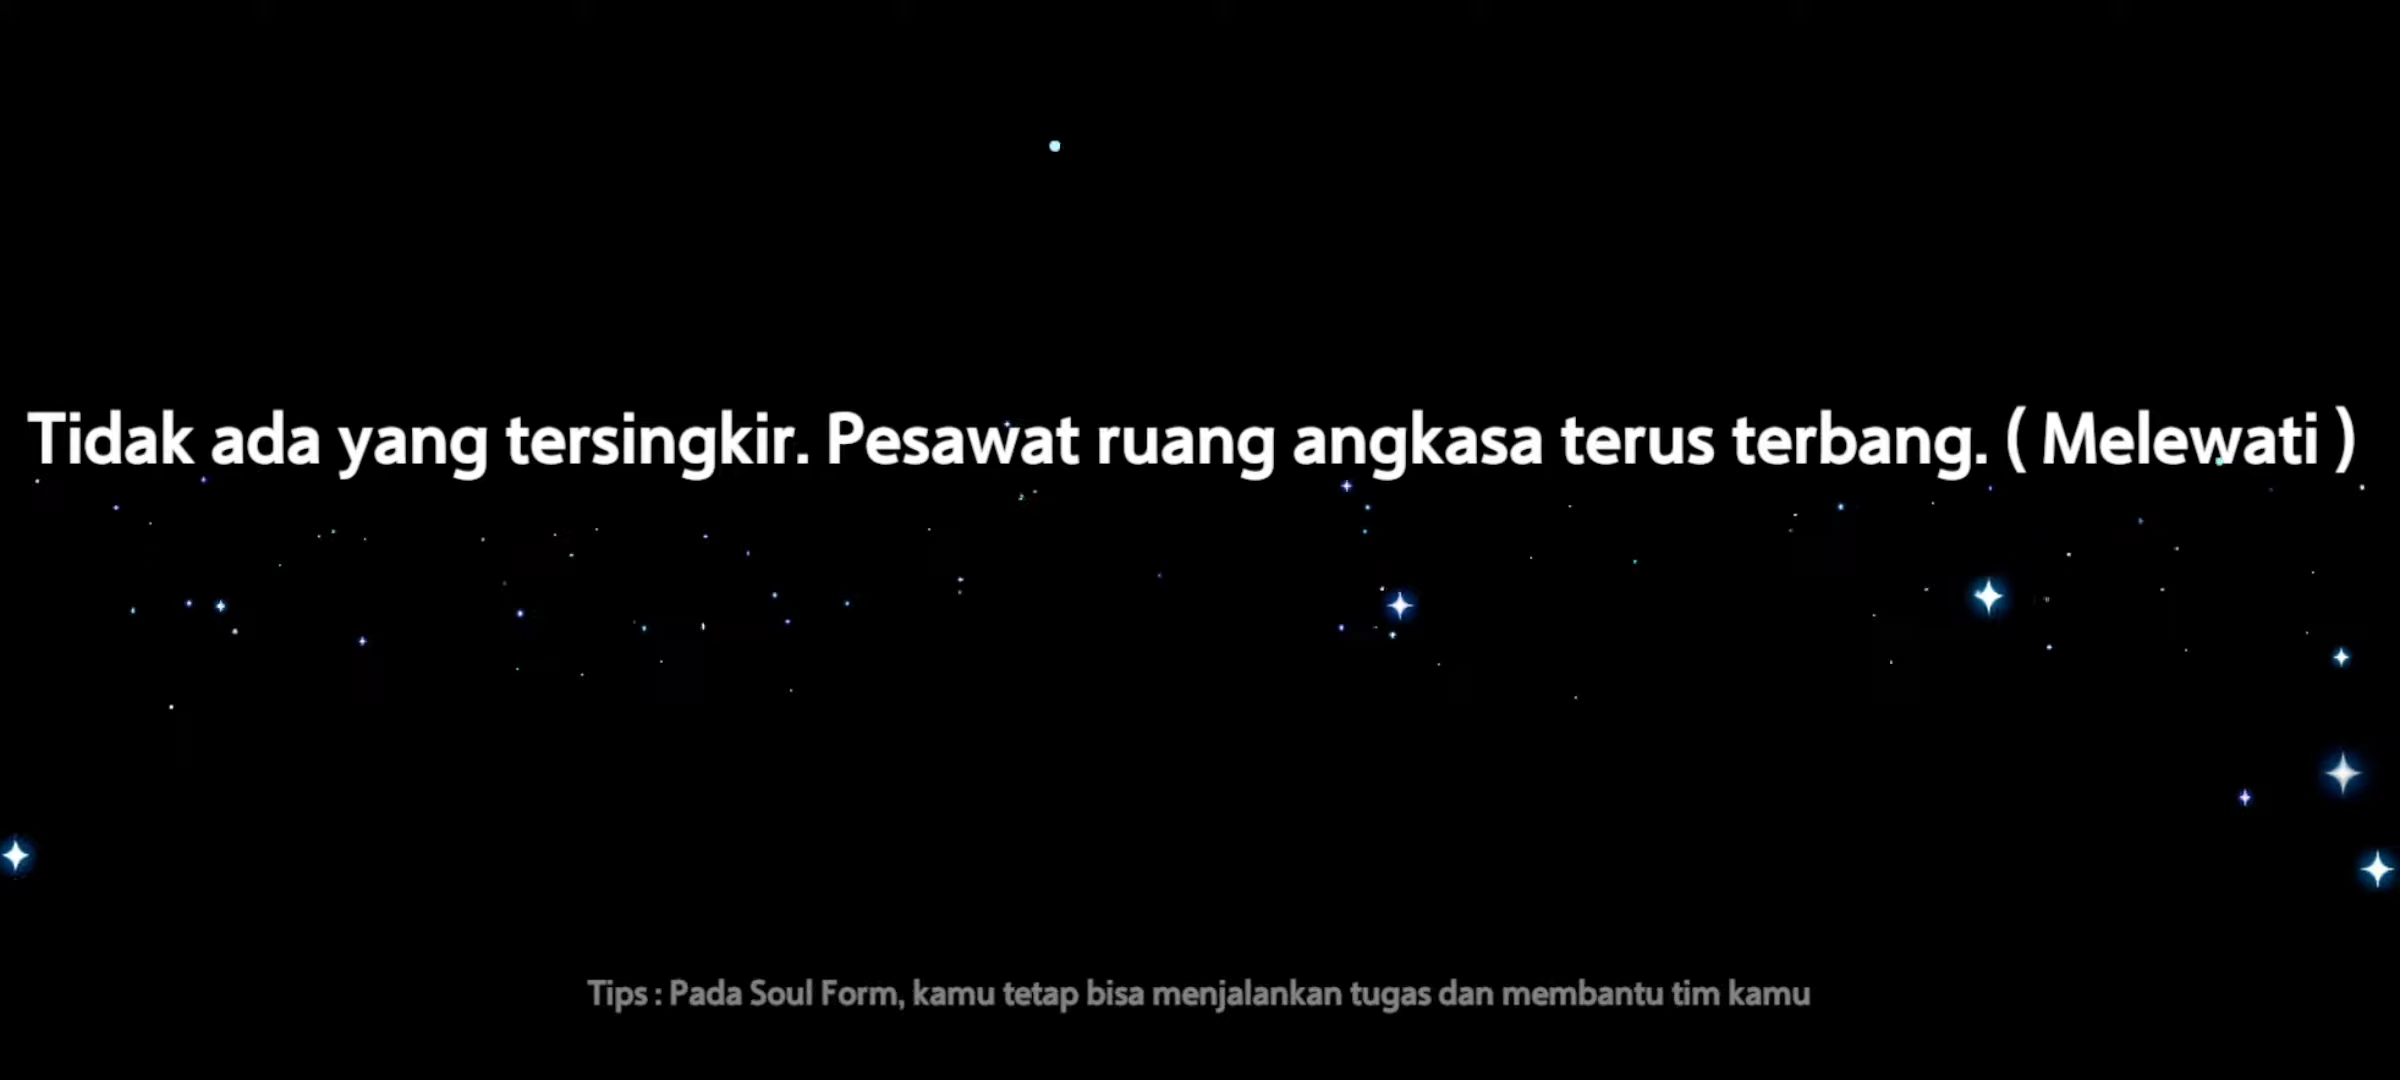 Tidak ada yang tersingkir. Pesawat ruang angkasa terus terbang. ( Melewati )
Tips : Pada Soul Form, kamu tetap bisa menjalankan tugas dan membantu tim kamu